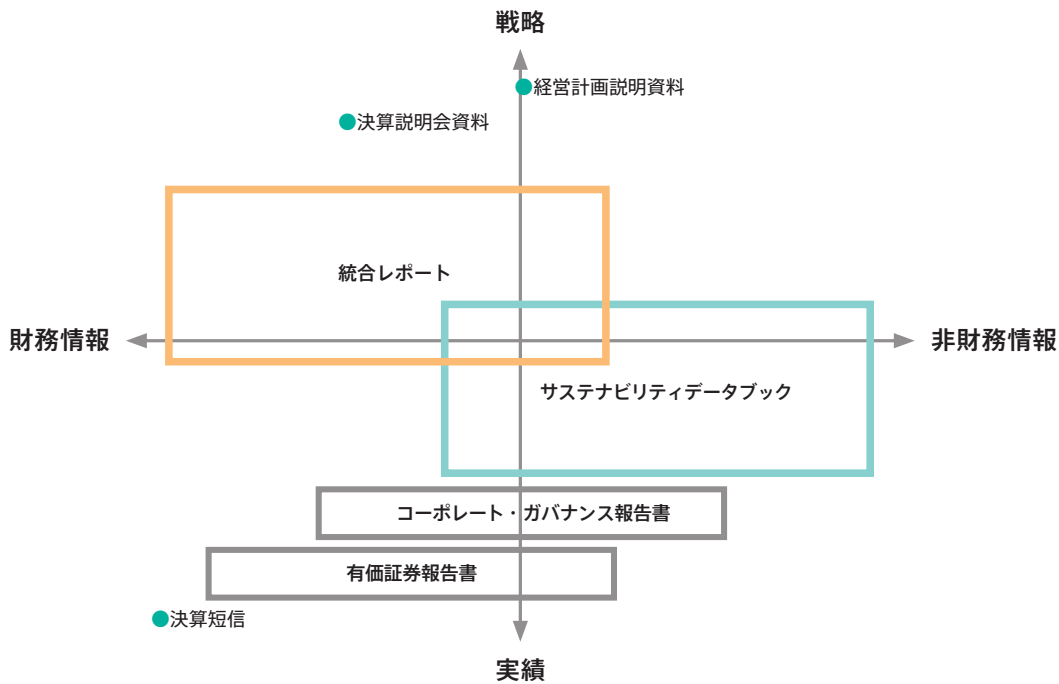 戦略
経営計画説明資料
決算説明会資料
統合レポート
財務情報
非財務情報
サステナビリティデータブック
コーポレート・ガバナンス報告書
有価証券報告書
決算短信
実績